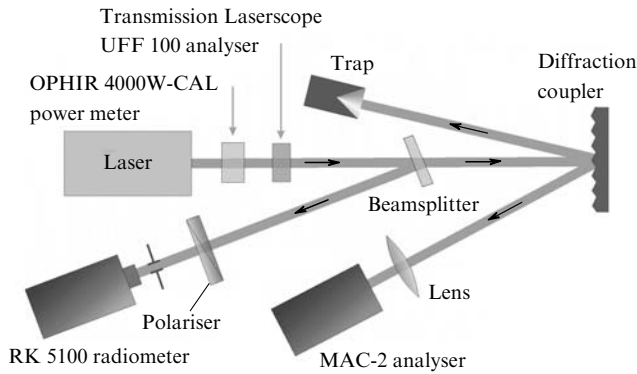 Transmission Laserscope
UFF 100 analyser
OPHIR 4000W-CAL
power meter
Trap
Diffraction
coupler
Laser
Beamsplitter
Lens
Polariser
RK 5100 radiometer
MAC-2 analyser